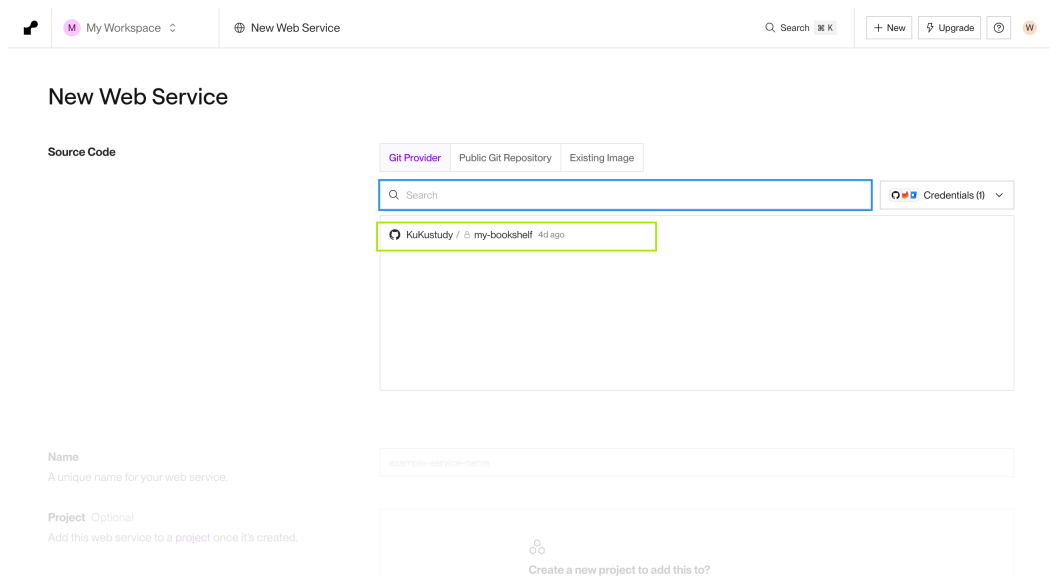 M My Workspace New Web Service Search ⌘ K + New Upgrade W
New Web Service
Source Code
Git Provider Public Git Repository Existing Image
Search Credentials (1)
KuKustudy / my-bookshelf 4d ago
Name
example-service-name
A unique name for your web service.
Project Optional
Add this web service to a project once it's created.
Create a new project to add this to?